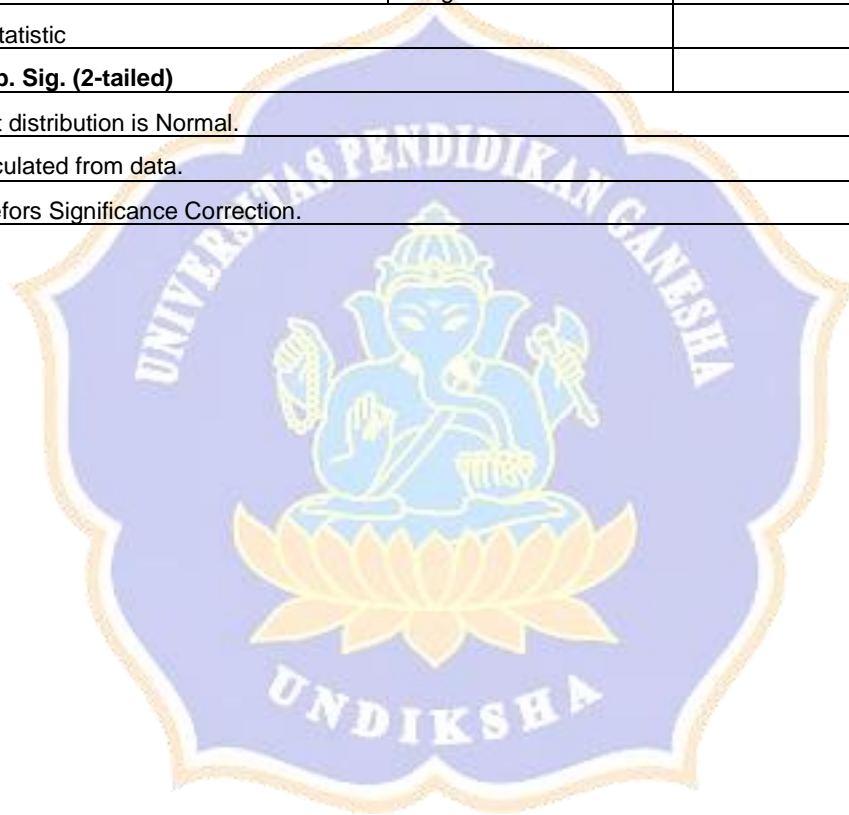 tatistic
. Sig. (2-tailed)
distribution is Normal.
culated from data.
efors Significance Correction.
UNIVERSITAS PENDIDIKAN GANESHA
UNDIKSHA